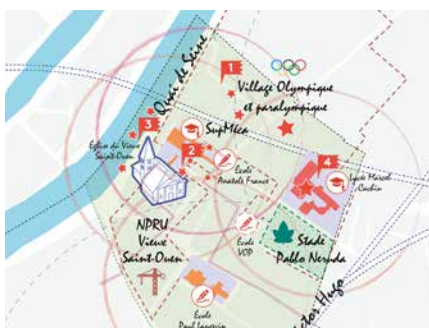 1
Quai de Seine
Village Olympique
et paralympique
3
SupMéca
Eglise du Vieux
Saint-Ouen
2
Ecole
Anatole France
4
Lycée Marcel
Cachin
NPRU
Vieux
Saint-Ouen
Ecole
VOP
Stade
Pablo Neruda
Ecole
Paul Langevin
ctor Hugo